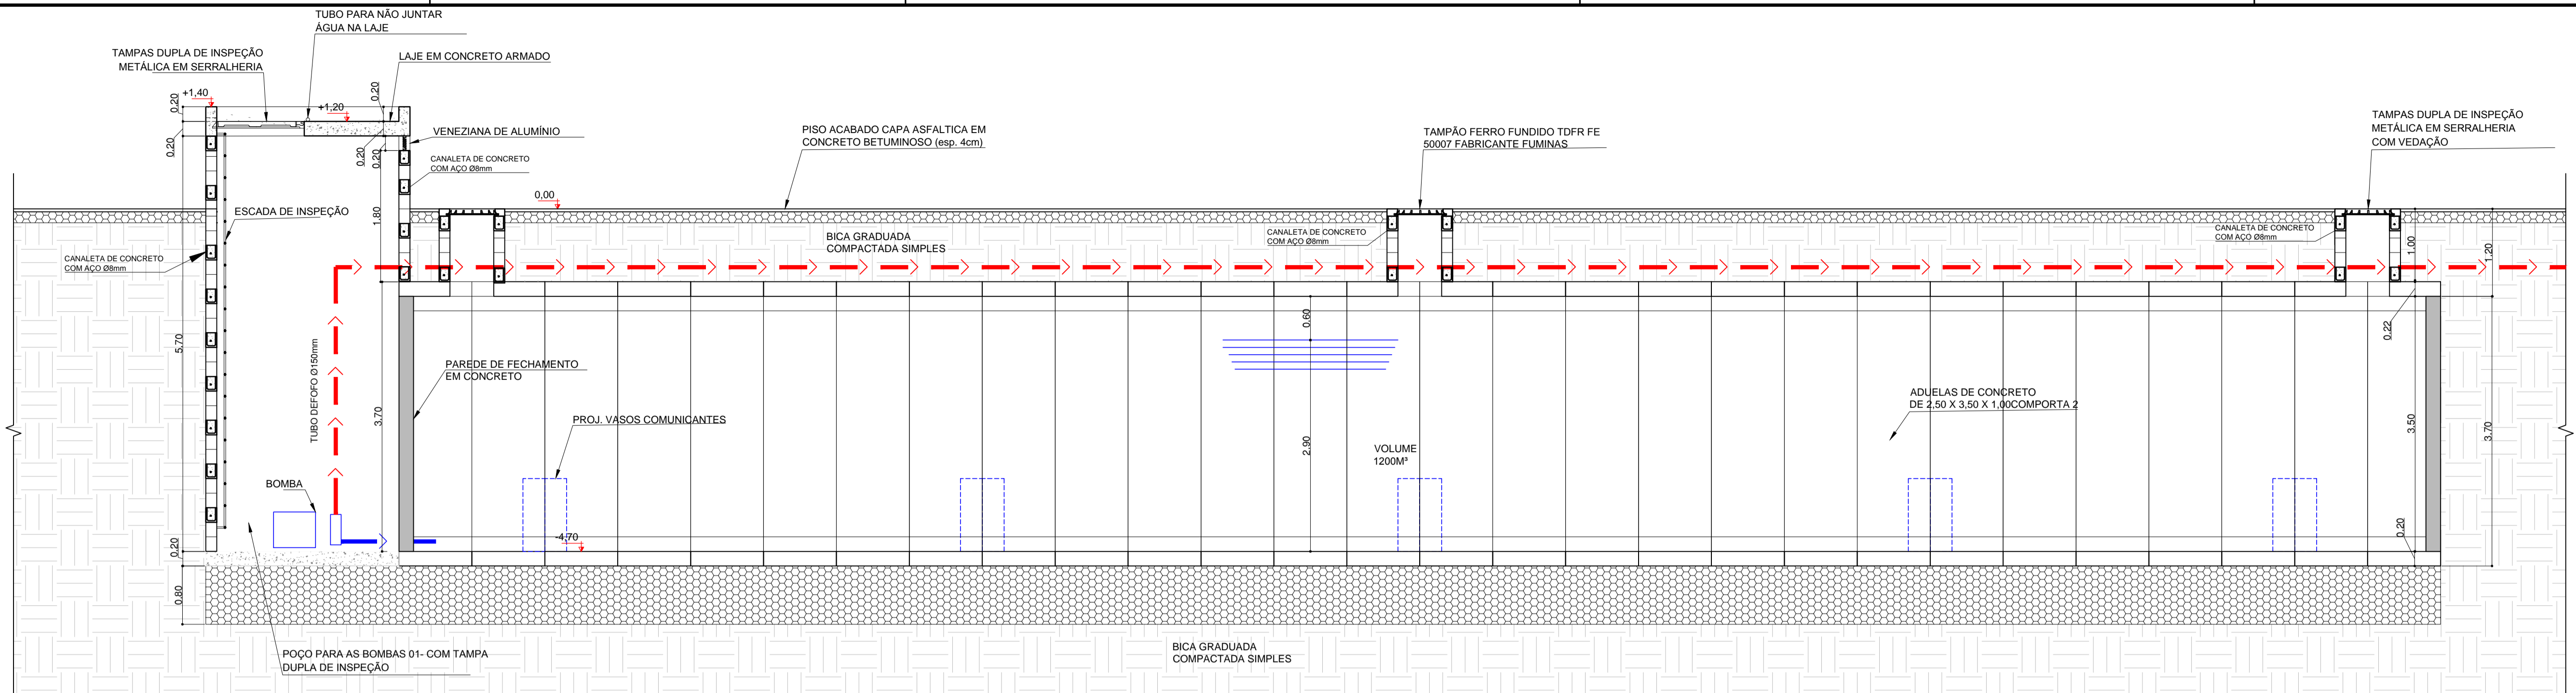 TUBO PARA NÃO JUNTAR
ÁGUA NA LAJE
TAMPAS DUPLA DE INSPEÇÃO
METÁLICA EM SERRALHERIA
LAJE EM CONCRETO ARMADO
+1,40
+1,20
0.20
0.20
0.20
0.20
0.20
VENEZIANA DE ALUMÍNIO
CANALETA DE CONCRETO
COM AÇO Ø8mm
PISO ACABADO CAPA ASFALTICA EM
CONCRETO BETUMINOSO (esp. 4cm)
TAMPÃO FERRO FUNDIDO TDFR FE
50007 FABRICANTE FUMINAS
TAMPAS DUPLA DE INSPEÇÃO
METÁLICA EM SERRALHERIA
COM VEDAÇÃO
0,00
ESCADA DE INSPEÇÃO
1.80
BICA GRADUADA
COMPACTADA SIMPLES
CANALETA DE CONCRETO
COM AÇO Ø8mm
CANALETA DE CONCRETO
COM AÇO Ø8mm
1.00
1.20
CANALETA DE CONCRETO
COM AÇO Ø8mm
5.70
TUBO DEFOFO Ø150mm
3.70
0.60
0.22
PAREDE DE FECHAMENTO
EM CONCRETO
PROJ. VASOS COMUNICANTES
2.90
VOLUME
1200M³
ADUELAS DE CONCRETO
DE 2,50 X 3,50 X 1,00COMPORTA 2
3.50
3.70
BOMBA
-4,70
0.20
0.20
0.80
POÇO PARA AS BOMBAS 01- COM TAMPA
DUPLA DE INSPEÇÃO
BICA GRADUADA
COMPACTADA SIMPLES